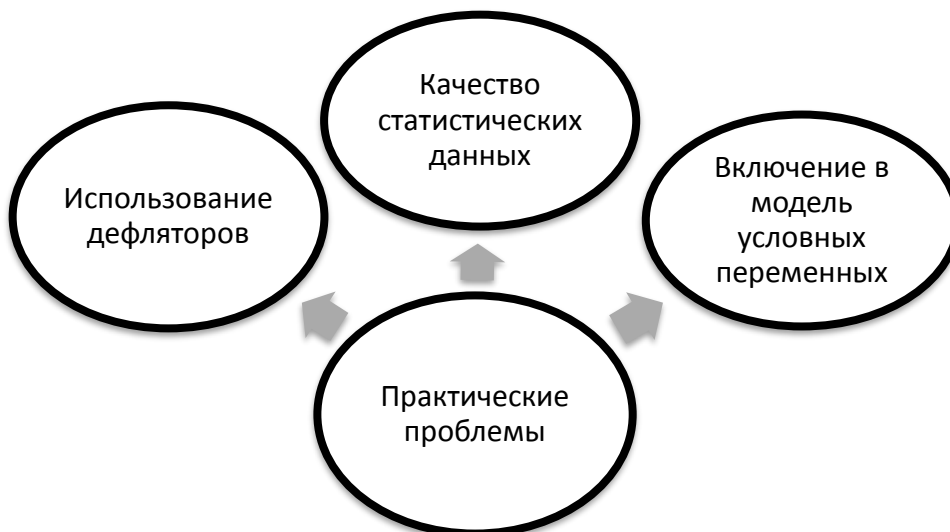 Качество
статистических
данных
Использование
дефляторов
Включение в
модель
условных
переменных
Практические
проблемы